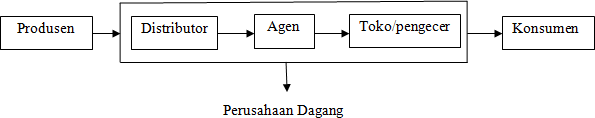 Produsen
Distributor
Agen
Toko/pengecer
Konsumen
Perusahaan Dagang